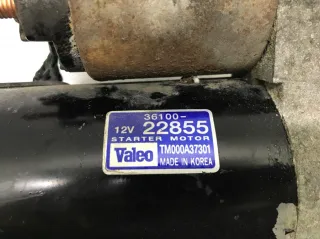 36100-
12V 22855
STARTER MOTOR
Valeo TM000A37301
MADE IN KOREA